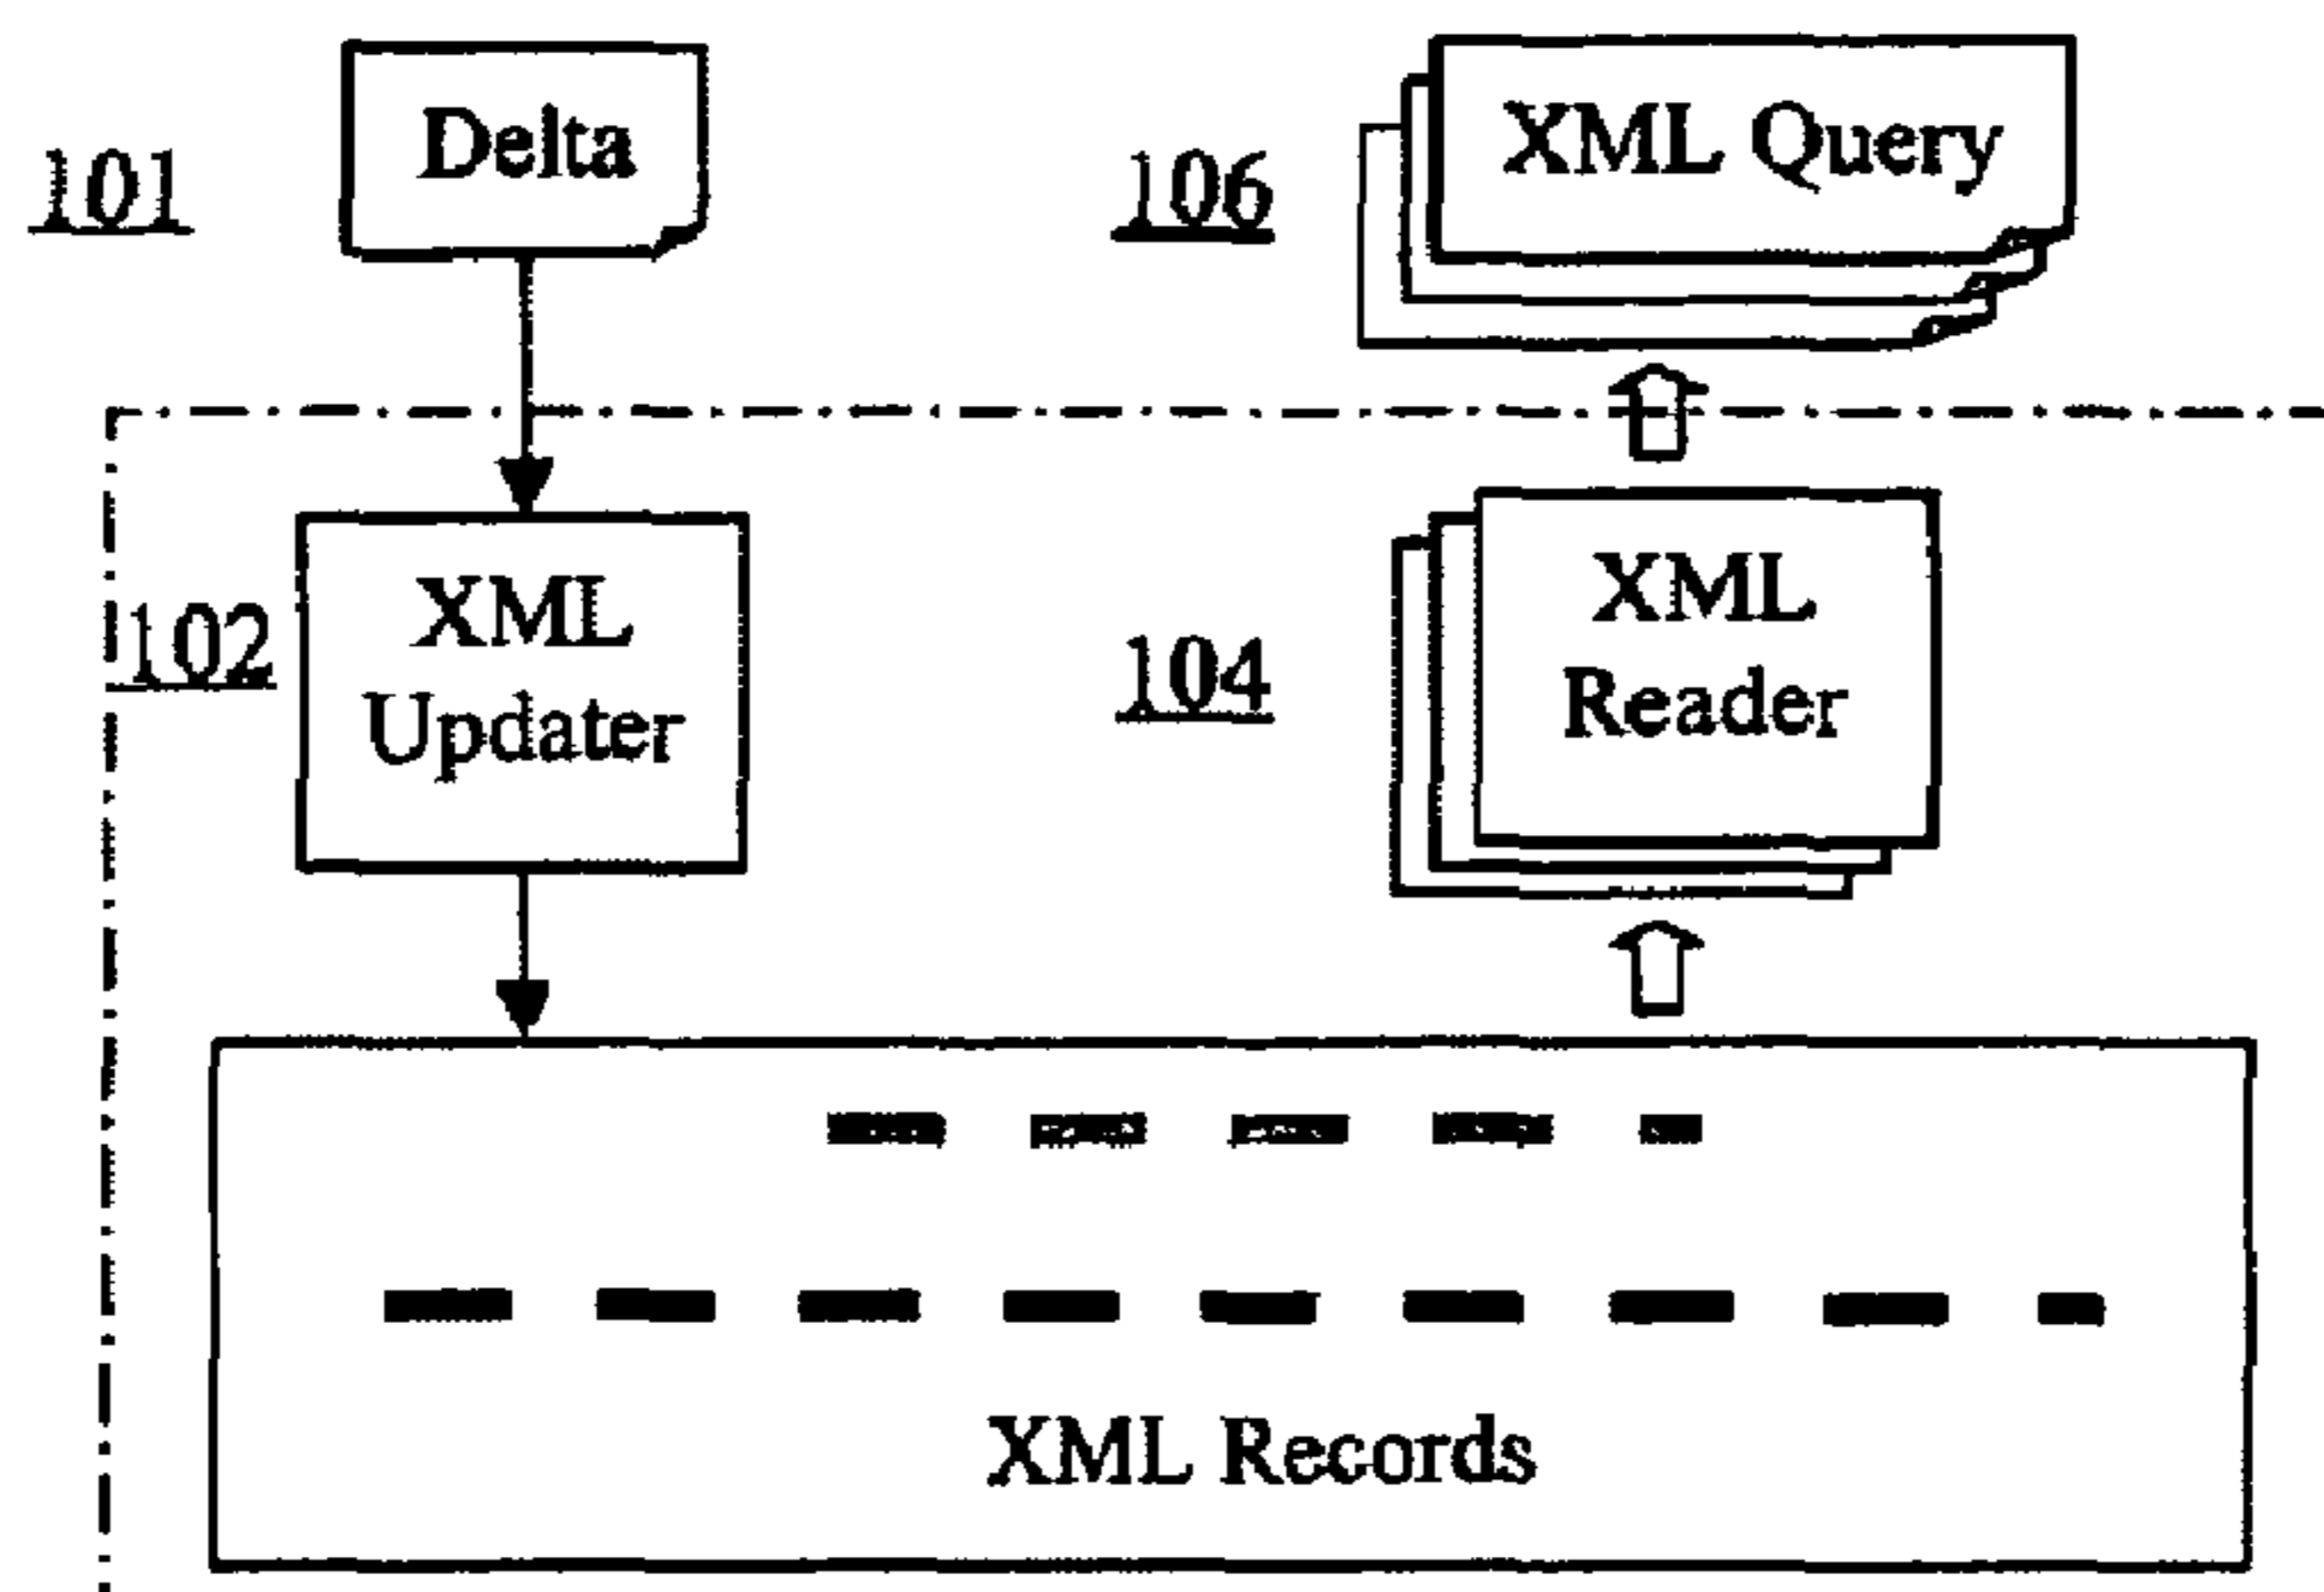 101
Delta
106
XML Query
102
XML
Updater
104
XML
Reader
XML Records